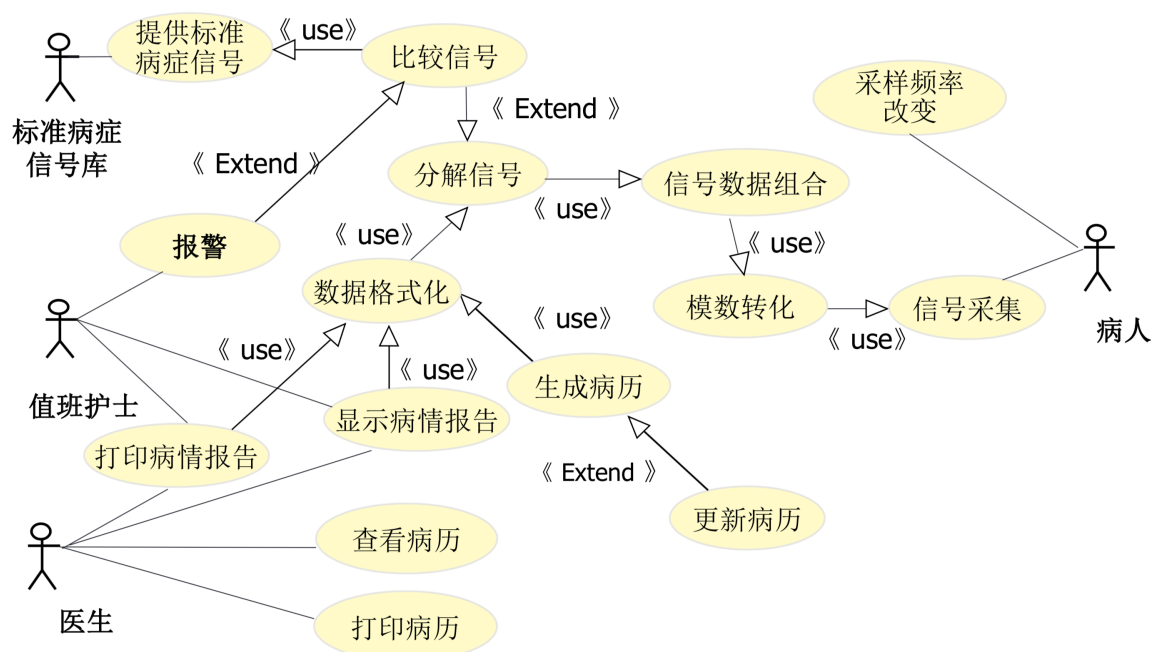 提供标准
病症信号
《 use》
比较信号
采样频率
改变
《 Extend 》
标准病症
信号库
《 Extend 》
分解信号
信号数据组合
《 use》
报警
《 use》
《 use》
数据格式化
模数转化
信号采集
病人
《 use》
《 use》
《 use》
《 use》
值班护士
生成病历
显示病情报告
打印病情报告
《 Extend 》
更新病历
查看病历
医生
打印病历